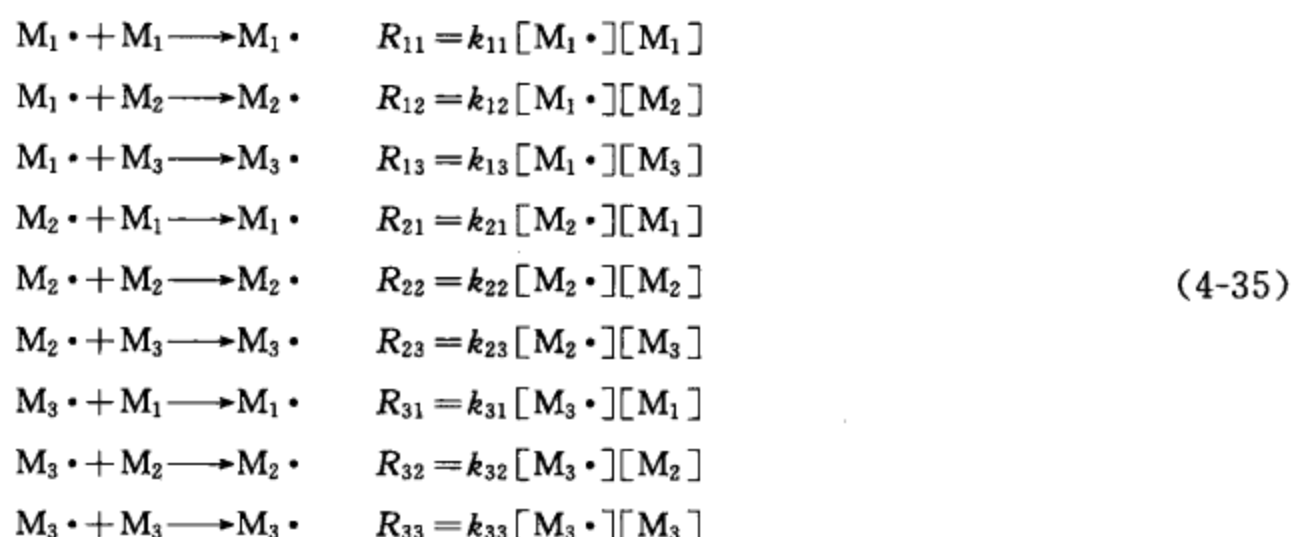 M₁·+M₁⟶M₁· R₁₁=k₁₁[M₁·][M₁]
M₁·+M₂⟶M₂· R₁₂=k₁₂[M₁·][M₂]
M₁·+M₃⟶M₃· R₁₃=k₁₃[M₁·][M₃]
M₂·+M₁⟶M₁· R₂₁=k₂₁[M₂·][M₁]
M₂·+M₂⟶M₂· R₂₂=k₂₂[M₂·][M₂] (4-35)
M₂·+M₃⟶M₃· R₂₃=k₂₃[M₂·][M₃]
M₃·+M₁⟶M₁· R₃₁=k₃₁[M₃·][M₁]
M₃·+M₂⟶M₂· R₃₂=k₃₂[M₃·][M₂]
M₃·+M₃⟶M₃· R₃₃=k₃₃[M₃·][M₃]